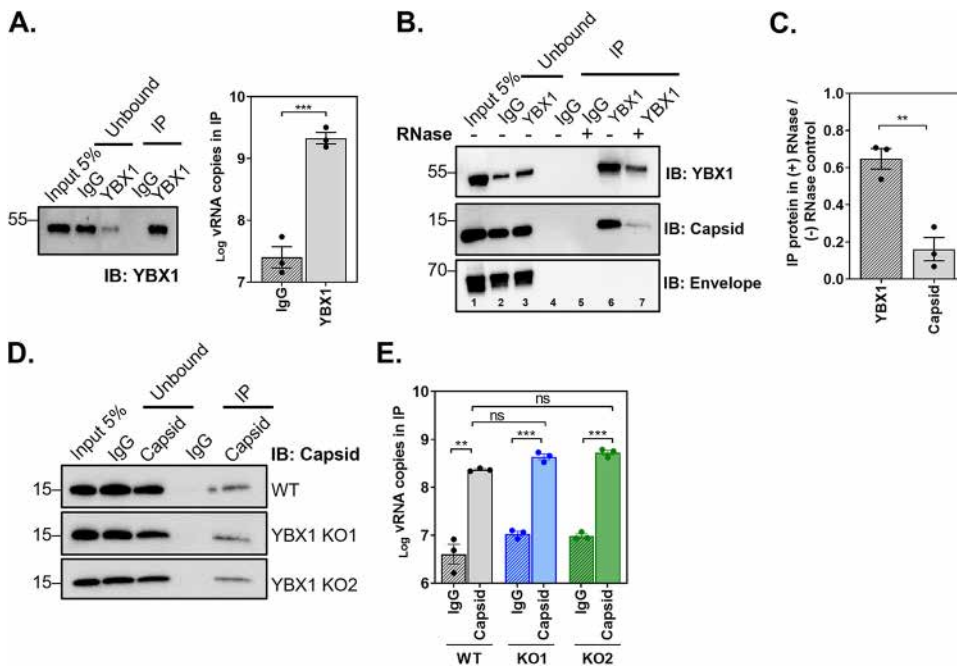 A.
Unbound
IP
Input 5%
IgG
YBX1
IgG
YBX1
55
IB: YBX1
Log vRNA copies in IP
10
9
8
7
***
IgG
YBX1
B.
Unbound
IP
Input 5%
IgG
YBX1
IgG
IgG
YBX1
YBX1
RNase - - - - + - +
55
IB: YBX1
15
IB: Capsid
70
IB: Envelope
1 2 3 4 5 6 7
C.
IP protein in (+) RNase /
(-) RNase control
1.0
0.8
0.6
0.4
0.2
0.0
**
YBX1
Capsid
D.
Unbound
IP
Input 5%
IgG
Capsid
IgG
Capsid
IB: Capsid
15
WT
15
YBX1 KO1
15
YBX1 KO2
E.
Log vRNA copies in IP
10
9
8
7
6
ns
ns
** *** ***
IgG
Capsid
IgG
Capsid
IgG
Capsid
WT KO1 KO2